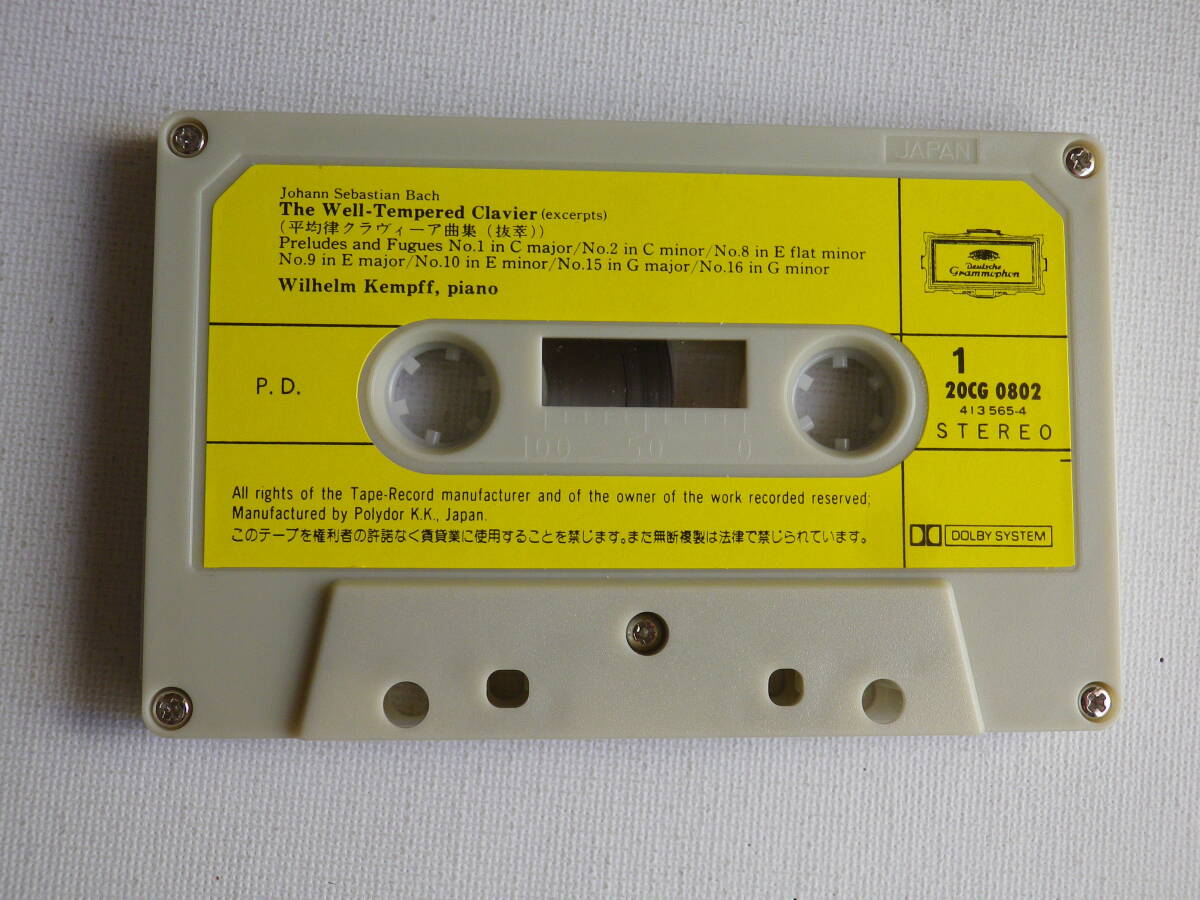 JAPAN
Johann Sebastian Bach
The Well-Tempered Clavier (excerpts)
(平均律クラヴィーア曲集(抜萃))
Preludes and Fugues No.1 in C major/No.2 in C minor/No.8 in E flat minor
No.9 in E major/No.10 in E minor/No.15 in G major/No.16 in G minor
Wilhelm Kempff, piano
Deutsche
Grammophon
P. D.
1
20CG 0802
413 565-4
STEREO
100 50 0
All rights of the Tape-Record manufacturer and of the owner of the work recorded reserved;
Manufactured by Polydor K.K., Japan.
このテープを権利者の許諾なく賃貸業に使用することを禁じます。また無断複製は法律で禁じられています。
DOLBY SYSTEM